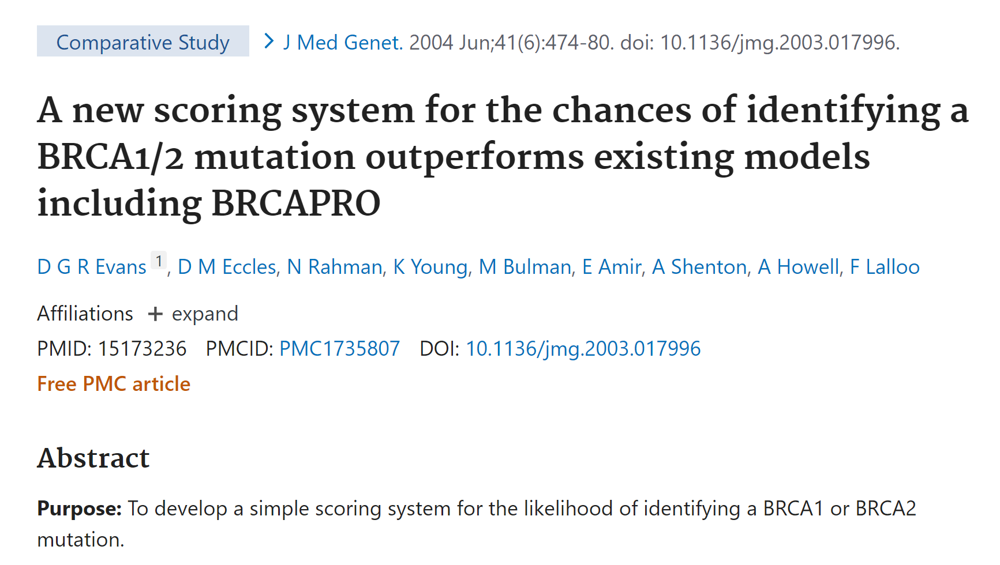 Comparative Study > J Med Genet. 2004 Jun;41(6):474-80. doi: 10.1136/jmg.2003.017996.
A new scoring system for the chances of identifying a
BRCA1/2 mutation outperforms existing models
including BRCAPRO
D G R Evans 1, D M Eccles, N Rahman, K Young, M Bulman, E Amir, A Shenton, A Howell, F Lalloo
Affiliations + expand
PMID: 15173236 PMCID: PMC1735807 DOI: 10.1136/jmg.2003.017996
Free PMC article
Abstract
Purpose: To develop a simple scoring system for the likelihood of identifying a BRCA1 or BRCA2
mutation.